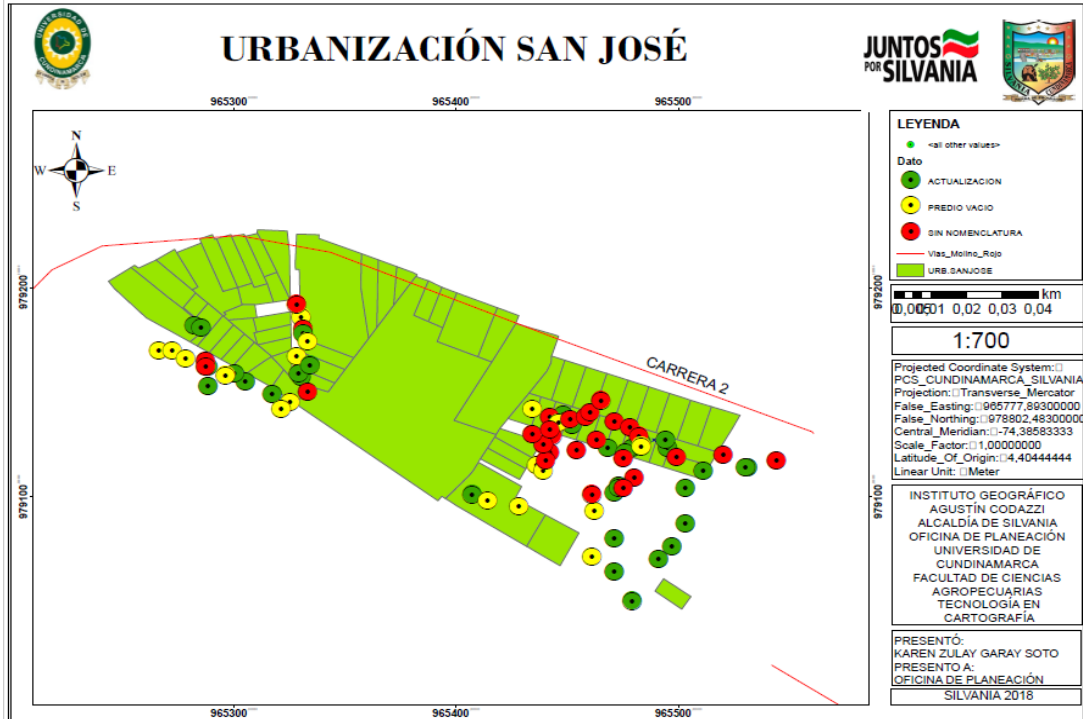 UNIVERSIDAD DE
CUNDINAMARCA
URBANIZACIÓN SAN JOSÉ
JUNTOS
POR SILVANIA
SILVANIA CUNDINAMARCA
965300
965400
965500
N
W E
S
979200
979200
979100
979100
CARRERA 2
965300
965400
965500
LEYENDA
<all other values>
Dato
ACTUALIZACION
PREDIO VACIO
SIN NOMENCLATURA
Vias_Molino_Rojo
URB.SANJOSE
km
0,01 0,02 0,03 0,04
1:700
Projected Coordinate System:□
PCS_CUNDINAMARCA_SILVANIA
Projection:□Transverse_Mercator
False_Easting:□965777,89300000
False_Northing:□978802,48300000
Central_Meridian:□-74,38583333
Scale_Factor:□1,00000000
Latitude_Of_Origin:□4,40444444
Linear Unit: □Meter
INSTITUTO GEOGRÁFICO
AGUSTÍN CODAZZI
ALCALDÍA DE SILVANIA
OFICINA DE PLANEACIÓN
UNIVERSIDAD DE
CUNDINAMARCA
FACULTAD DE CIENCIAS
AGROPECUARIAS
TECNOLOGÍA EN
CARTOGRAFÍA
PRESENTÓ:
KAREN ZULAY GARAY SOTO
PRESENTO A:
OFICINA DE PLANEACIÓN
SILVANIA 2018